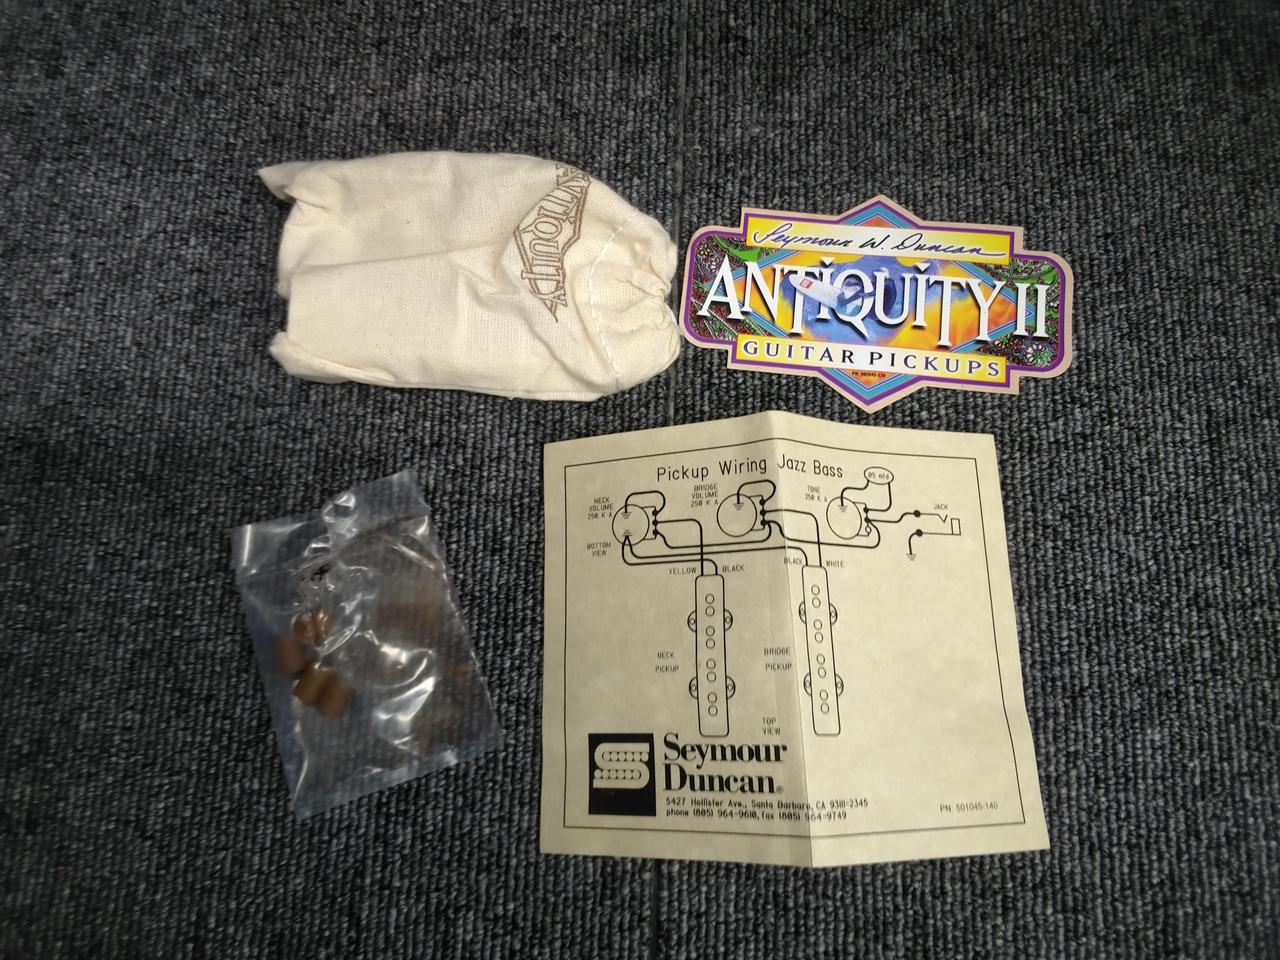 ANTIQUITY
Seymour W. Duncan
ANTIQUITY II
GUITAR PICKUPS
Pickup Wiring Jazz Bass
NECK
VOLUME
250 K A
BRIDGE
VOLUME
250 K A
TONE
250 K A
.05 mfd
JACK
BOTTOM
VIEW
YELLOW
BLACK
BLACK
WHITE
NECK
PICKUP
BRIDGE
PICKUP
TOP
VIEW
Seymour
Duncan®
5427 Hollister Ave., Santa Barbara, CA 93111-2345
phone (805) 964-9610, fax (805) 964-9749
PN 501045-140